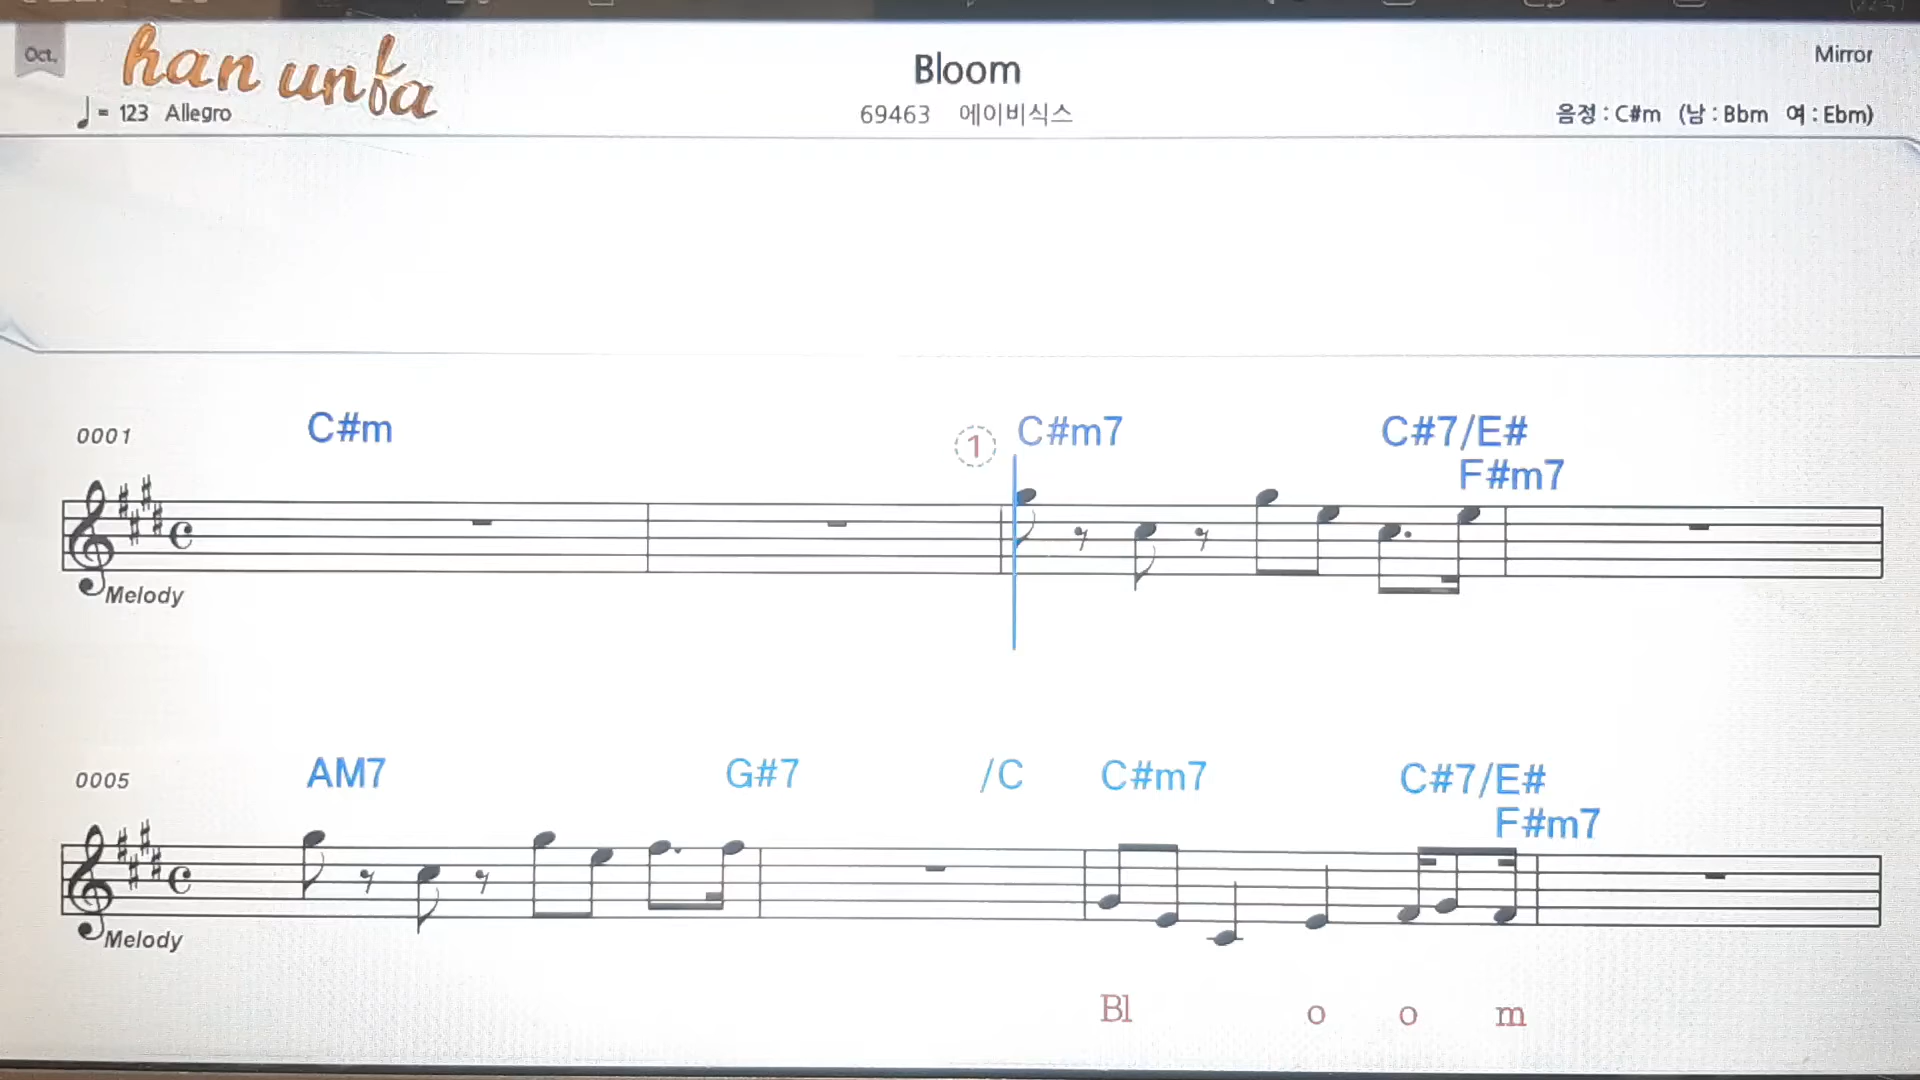 Oct.
han unfa
Bloom
Mirror
♩ = 123 Allegro
69463 에이비식스
음정 : C#m (남 : Bbm 여 : Ebm)
0001
C#m
1
C#m7
C#7/E#
F#m7
Melody
0005
AM7
G#7
/C
C#m7
C#7/E#
F#m7
Melody
Bl o o m